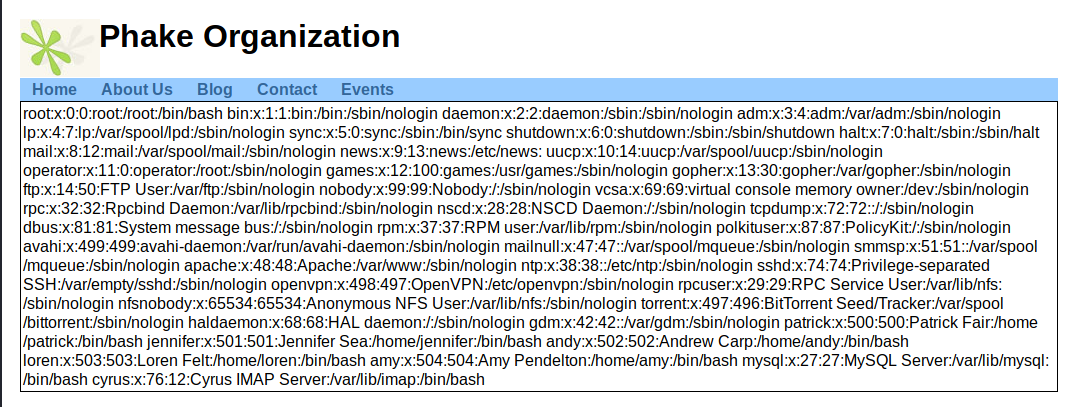 Phake Organization
Home About Us Blog Contact Events
root:x:0:0:root:/root:/bin/bash bin:x:1:1:bin:/bin:/sbin/nologin daemon:x:2:2:daemon:/sbin:/sbin/nologin adm:x:3:4:adm:/var/adm:/sbin/nologin
lp:x:4:7:lp:/var/spool/lpd:/sbin/nologin sync:x:5:0:sync:/sbin:/bin/sync shutdown:x:6:0:shutdown:/sbin:/sbin/shutdown halt:x:7:0:halt:/sbin:/sbin/halt
mail:x:8:12:mail:/var/spool/mail:/sbin/nologin news:x:9:13:news:/etc/news: uucp:x:10:14:uucp:/var/spool/uucp:/sbin/nologin
operator:x:11:0:operator:/root:/sbin/nologin games:x:12:100:games:/usr/games:/sbin/nologin gopher:x:13:30:gopher:/var/gopher:/sbin/nologin
ftp:x:14:50:FTP User:/var/ftp:/sbin/nologin nobody:x:99:99:Nobody:/:/sbin/nologin vcsa:x:69:69:virtual console memory owner:/dev:/sbin/nologin
rpc:x:32:32:Rpcbind Daemon:/var/lib/rpcbind:/sbin/nologin nscd:x:28:28:NSCD Daemon:/:/sbin/nologin tcpdump:x:72:72::/:/sbin/nologin
dbus:x:81:81:System message bus:/:/sbin/nologin rpm:x:37:37:RPM user:/var/lib/rpm:/sbin/nologin polkituser:x:87:87:PolicyKit:/:/sbin/nologin
avahi:x:499:499:avahi-daemon:/var/run/avahi-daemon:/sbin/nologin mailnull:x:47:47::/var/spool/mqueue:/sbin/nologin smmsp:x:51:51::/var/spool
/mqueue:/sbin/nologin apache:x:48:48:Apache:/var/www:/sbin/nologin ntp:x:38:38::/etc/ntp:/sbin/nologin sshd:x:74:74:Privilege-separated
SSH:/var/empty/sshd:/sbin/nologin openvpn:x:498:497:OpenVPN:/etc/openvpn:/sbin/nologin rpcuser:x:29:29:RPC Service User:/var/lib/nfs:
/sbin/nologin nfsnobody:x:65534:65534:Anonymous NFS User:/var/lib/nfs:/sbin/nologin torrent:x:497:496:BitTorrent Seed/Tracker:/var/spool
/bittorrent:/sbin/nologin haldaemon:x:68:68:HAL daemon:/:/sbin/nologin gdm:x:42:42::/var/gdm:/sbin/nologin patrick:x:500:500:Patrick Fair:/home
/patrick:/bin/bash jennifer:x:501:501:Jennifer Sea:/home/jennifer:/bin/bash andy:x:502:502:Andrew Carp:/home/andy:/bin/bash
loren:x:503:503:Loren Felt:/home/loren:/bin/bash amy:x:504:504:Amy Pendelton:/home/amy:/bin/bash mysql:x:27:27:MySQL Server:/var/lib/mysql:
/bin/bash cyrus:x:76:12:Cyrus IMAP Server:/var/lib/imap:/bin/bash